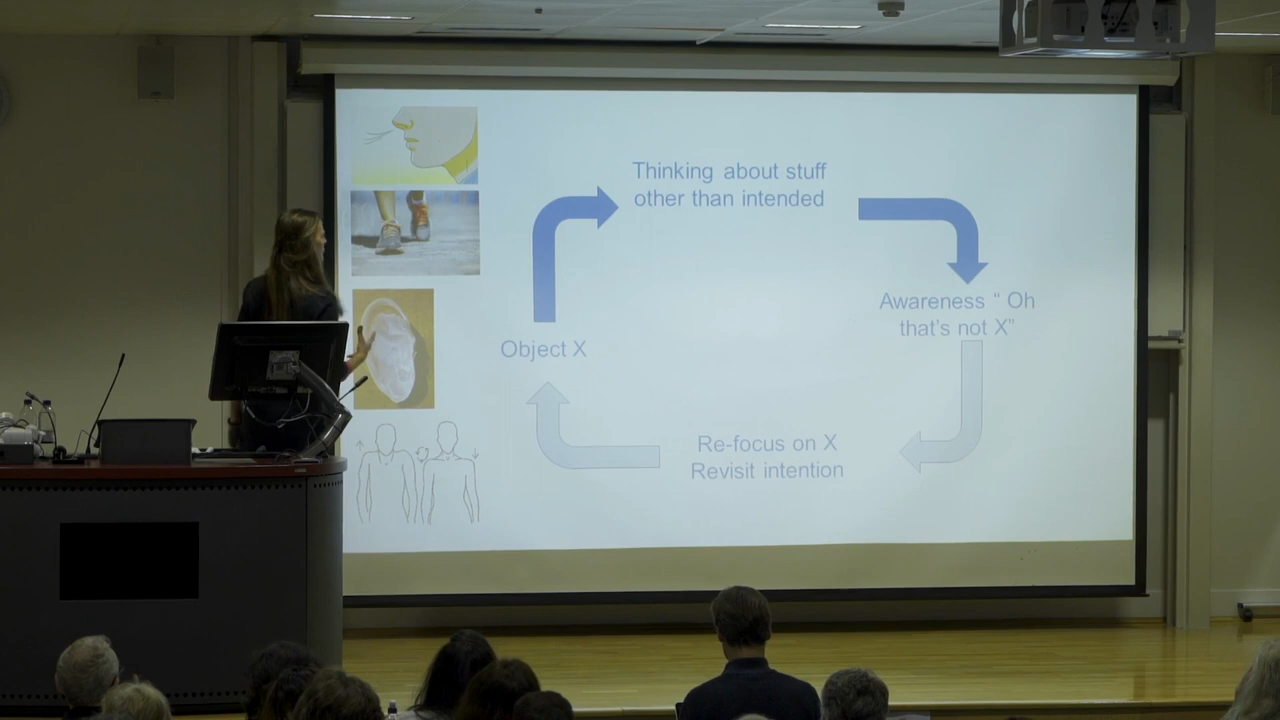 Thinking about stuff
other than intended
Awareness “ Oh
that’s not X”
Object X
Re-focus on X
Revisit intention